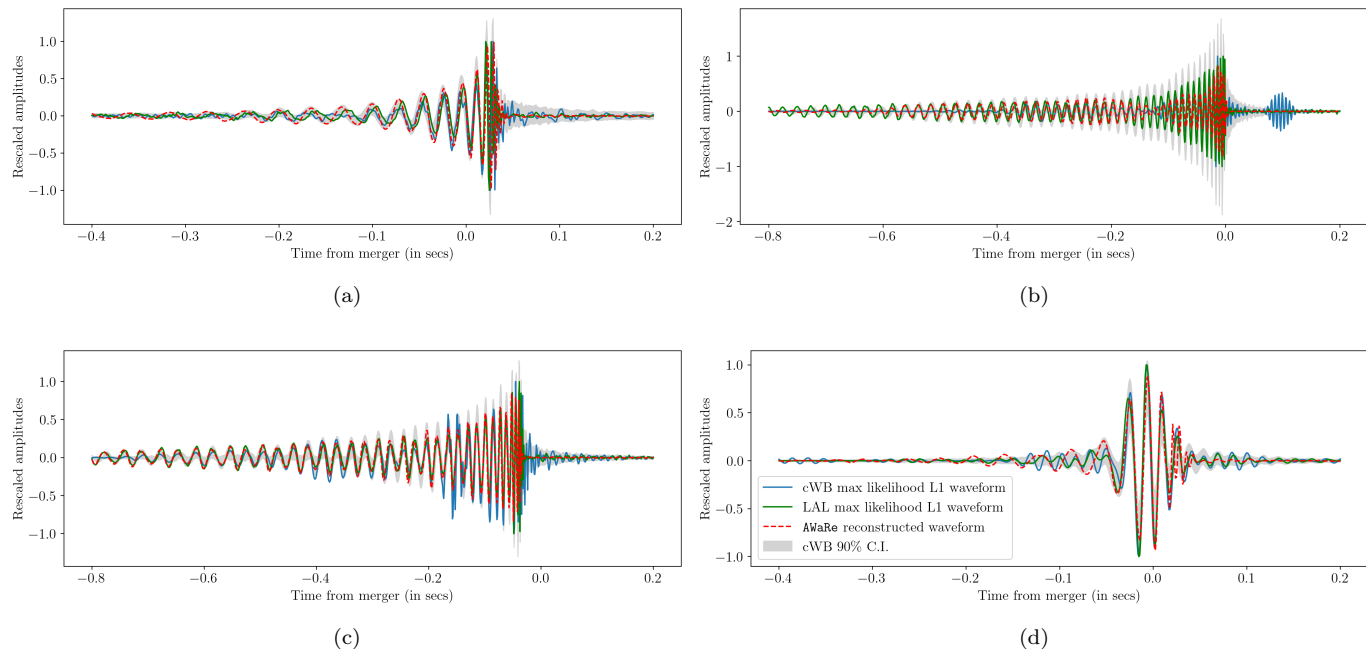 1.0
0.5
0.0
−0.5
−1.0
Rescaled amplitudes
−0.4 −0.3 −0.2 −0.1 0.0 0.1 0.2
Time from merger (in secs)
(a)
1
0
−1
−2
Rescaled amplitudes
−0.8 −0.6 −0.4 −0.2 0.0 0.2
Time from merger (in secs)
(b)
1.0
0.5
0.0
−0.5
−1.0
Rescaled amplitudes
−0.8 −0.6 −0.4 −0.2 0.0 0.2
Time from merger (in secs)
(c)
1.0
0.5
0.0
−0.5
−1.0
Rescaled amplitudes
cWB max likelihood L1 waveform
LAL max likelihood L1 waveform
AWaRe reconstructed waveform
cWB 90% C.I.
−0.4 −0.3 −0.2 −0.1 0.0 0.1 0.2
Time from merger (in secs)
(d)